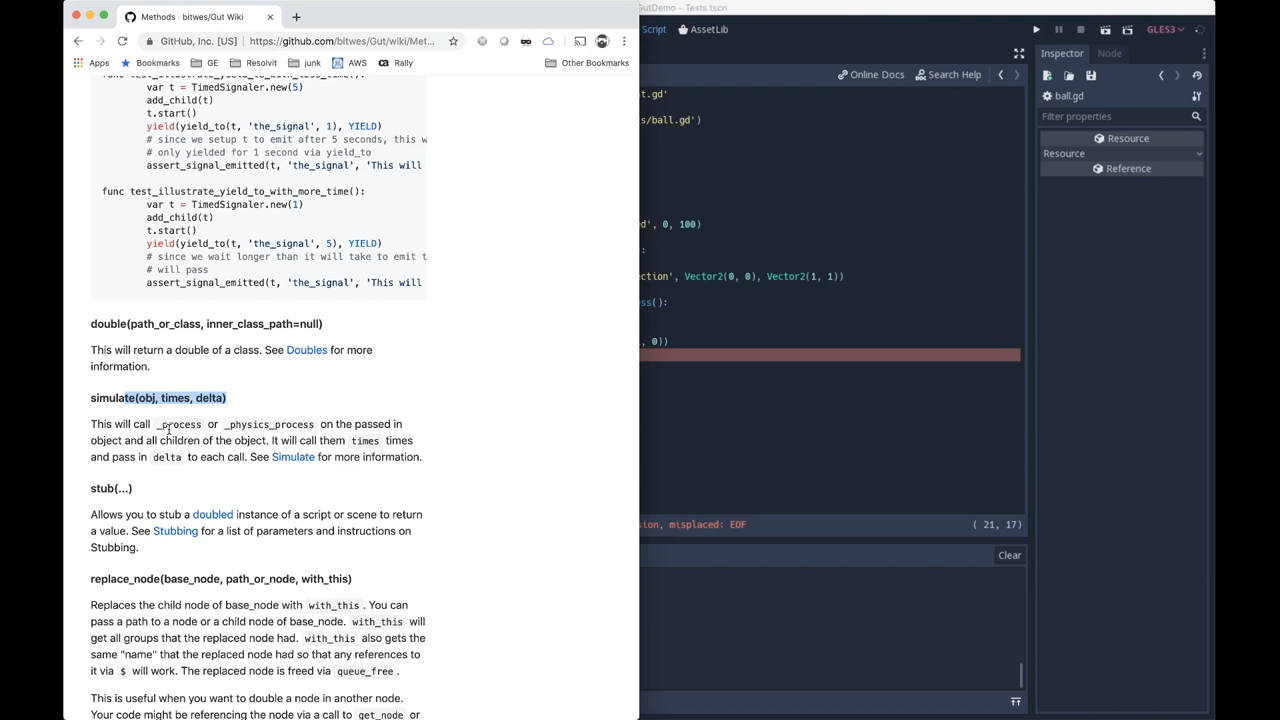 Methods · bitwes/Gut Wiki
GitHub, Inc. [US]
https://github.com/bitwes/Gut/wiki/Met...
Apps
Bookmarks
GE
Resolvit
junk
AWS
Rally
Other Bookmarks
func test_illustrate_yield_to_with_less_time():
var t = TimedSignaler.new(5)
add_child(t)
t.start()
yield(yield_to(t, 'the_signal', 1), YIELD)
# since we setup t to emit after 5 seconds, this w
# only yielded for 1 second via yield_to
assert_signal_emitted(t, 'the_signal', 'This will
func test_illustrate_yield_to_with_more_time():
var t = TimedSignaler.new(1)
add_child(t)
t.start()
yield(yield_to(t, 'the_signal', 5), YIELD)
# since we wait longer than it will take to emit t
# will pass
assert_signal_emitted(t, 'the_signal', 'This will
double(path_or_class, inner_class_path=null)
This will return a double of a class. See Doubles for more
information.
simulate(obj, times, delta)
This will call _process or _physics_process on the passed in
object and all children of the object. It will call them times times
and pass in delta to each call. See Simulate for more information.
stub(...)
Allows you to stub a doubled instance of a script or scene to return
a value. See Stubbing for a list of parameters and instructions on
Stubbing.
replace_node(base_node, path_or_node, with_this)
Replaces the child node of base_node with with_this . You can
pass a path to a node or a child node of base_node. with_this will
get all groups that the replaced node had. with_this also gets the
same "name" that the replaced node had so that any references to
it via $ will work. The replaced node is freed via queue_free .
This is useful when you want to double a node in another node.
Your code might be referencing the node via a call to get_node or
GutDemo - Tests.tscn
Script
AssetLib
GLES3
Online Docs
Search Help
st.gd'
s/ball.gd')
d', 0, 100)
:
ction', Vector2(0, 0), Vector2(1, 1))
ss():
, 0))
ion, misplaced: EOF
( 21, 17)
Clear
Inspector
Node
ball.gd
Filter properties
Resource
Resource
Reference